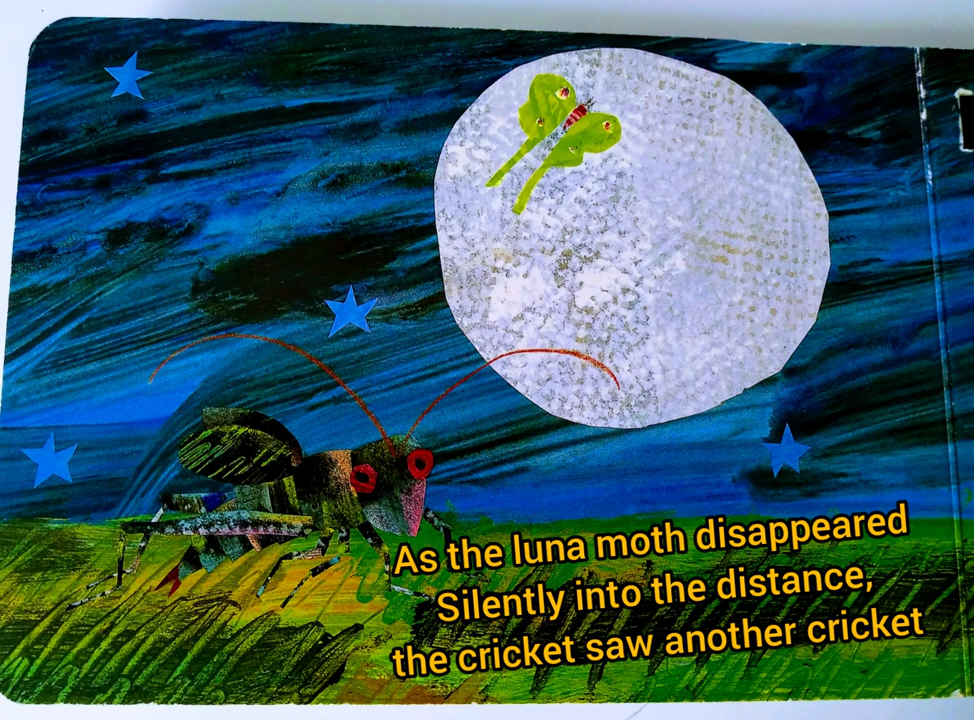 As the luna moth disappeared
Silently into the distance,
the cricket saw another cricket